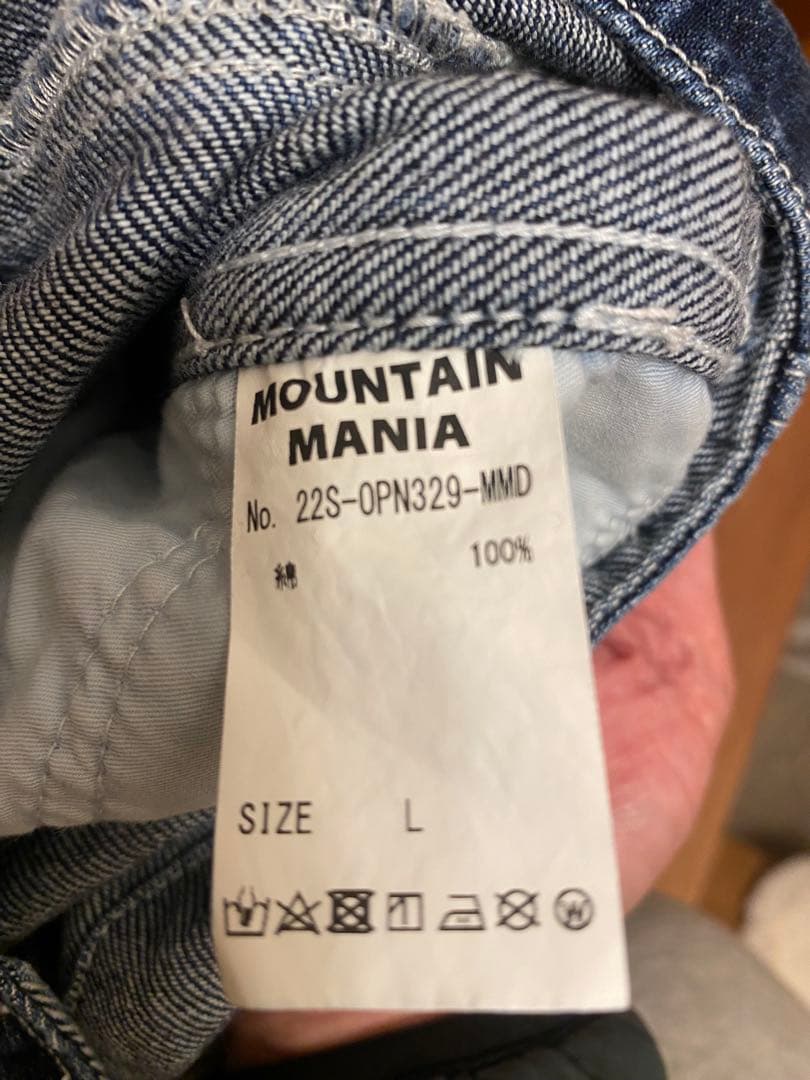 MOUNTAIN
MANIA
No. 22S-OPN329-MMD
綿 100%
SIZE L
W